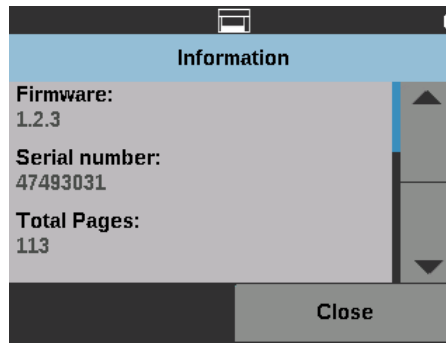 Information
Firmware:
1.2.3
Serial number:
47493031
Total Pages:
113
Close